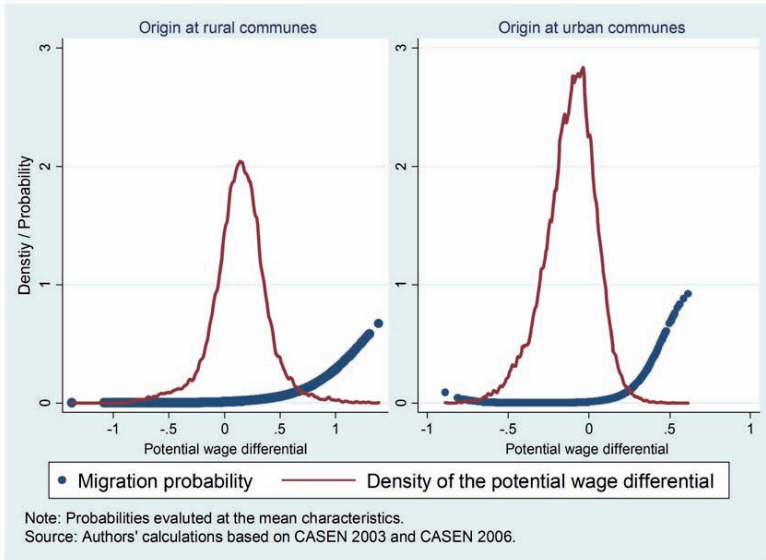 Origin at rural communes
Origin at urban communes
Denstiy / Probability
3
2
1
0
-1
-.5
0
.5
1
Potential wage differential
3
2
1
0
-1
-.5
0
.5
1
Potential wage differential
Migration probability
Density of the potential wage differential
Note: Probabilities evaluted at the mean characteristics.
Source: Authors' calculations based on CASEN 2003 and CASEN 2006.